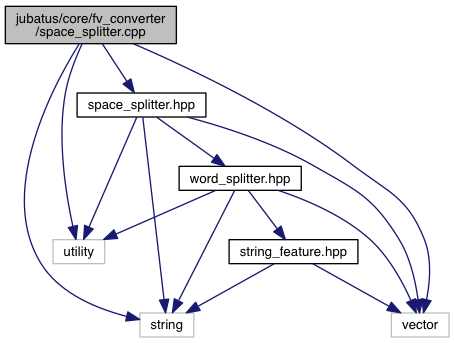 jubatus/core/fv_converter
/space_splitter.cpp
space_splitter.hpp
word_splitter.hpp
utility
string_feature.hpp
string
vector